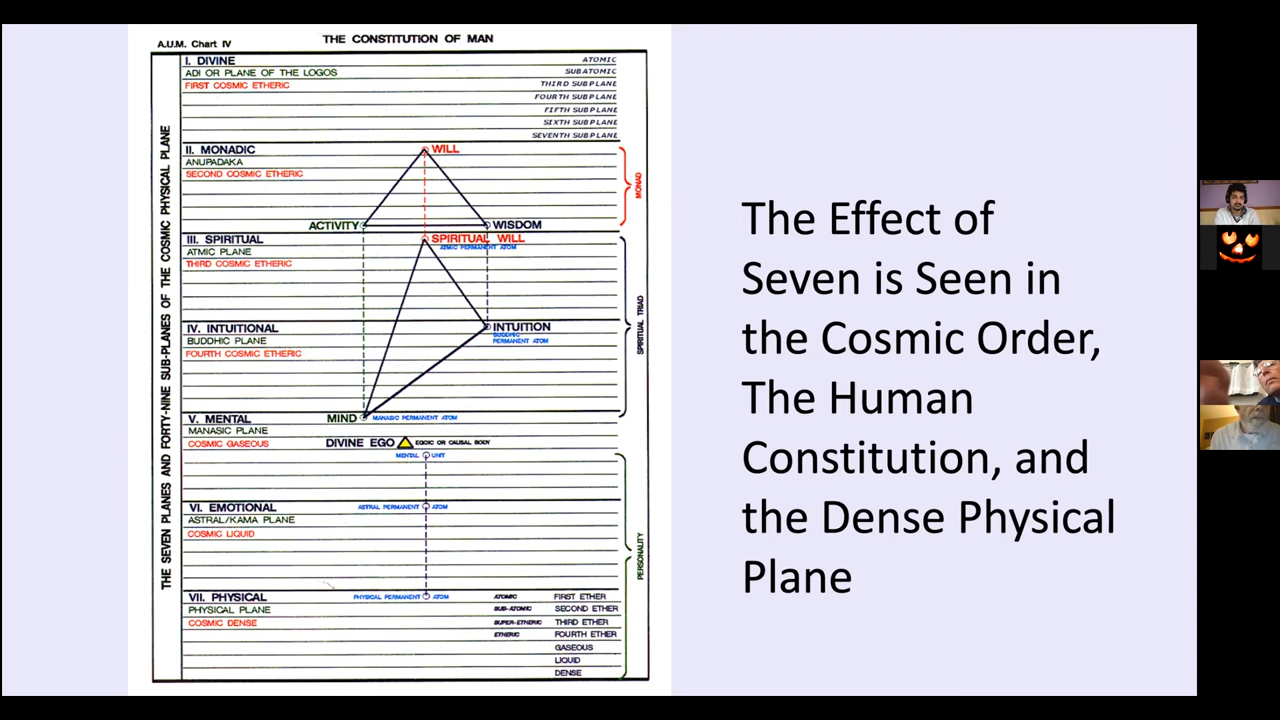 A.U.M. Chart IV
THE CONSTITUTION OF MAN
THE SEVEN PLANES AND FORTY-NINE SUB-PLANES OF THE COSMIC PHYSICAL PLANE
I. DIVINE
ADI OR PLANE OF THE LOGOS
FIRST COSMIC ETHERIC
ATOMIC
SUBATOMIC
THIRD SUBPLANE
FOURTH SUBPLANE
FIFTH SUBPLANE
SIXTH SUBPLANE
SEVENTH SUBPLANE
II. MONADIC
ANUPADAKA
SECOND COSMIC ETHERIC
WILL
MONAD
ACTIVITY
WISDOM
III. SPIRITUAL
ATMIC PLANE
THIRD COSMIC ETHERIC
SPIRITUAL WILL
ATMIC PERMANENT ATOM
SPIRITUAL TRIAD
IV. INTUITIONAL
BUDDHIC PLANE
FOURTH COSMIC ETHERIC
INTUITION
BUDDHIC
PERMANENT ATOM
MIND
MANASIC PERMANENT ATOM
V. MENTAL
MANASIC PLANE
COSMIC GASEOUS
DIVINE EGO
EGOIC OR CAUSAL BODY
MENTAL UNIT
VI. EMOTIONAL
ASTRAL/KAMA PLANE
COSMIC LIQUID
ASTRAL PERMANENT ATOM
PERSONALITY
VII. PHYSICAL
PHYSICAL PLANE
COSMIC DENSE
PHYSICAL PERMANENT ATOM
ATOMIC FIRST ETHER
SUB-ATOMIC SECOND ETHER
SUPER-ETHERIC THIRD ETHER
ETHERIC FOURTH ETHER
GASEOUS
LIQUID
DENSE
The Effect of
Seven is Seen in
the Cosmic Order,
The Human
Constitution, and
the Dense Physical
Plane